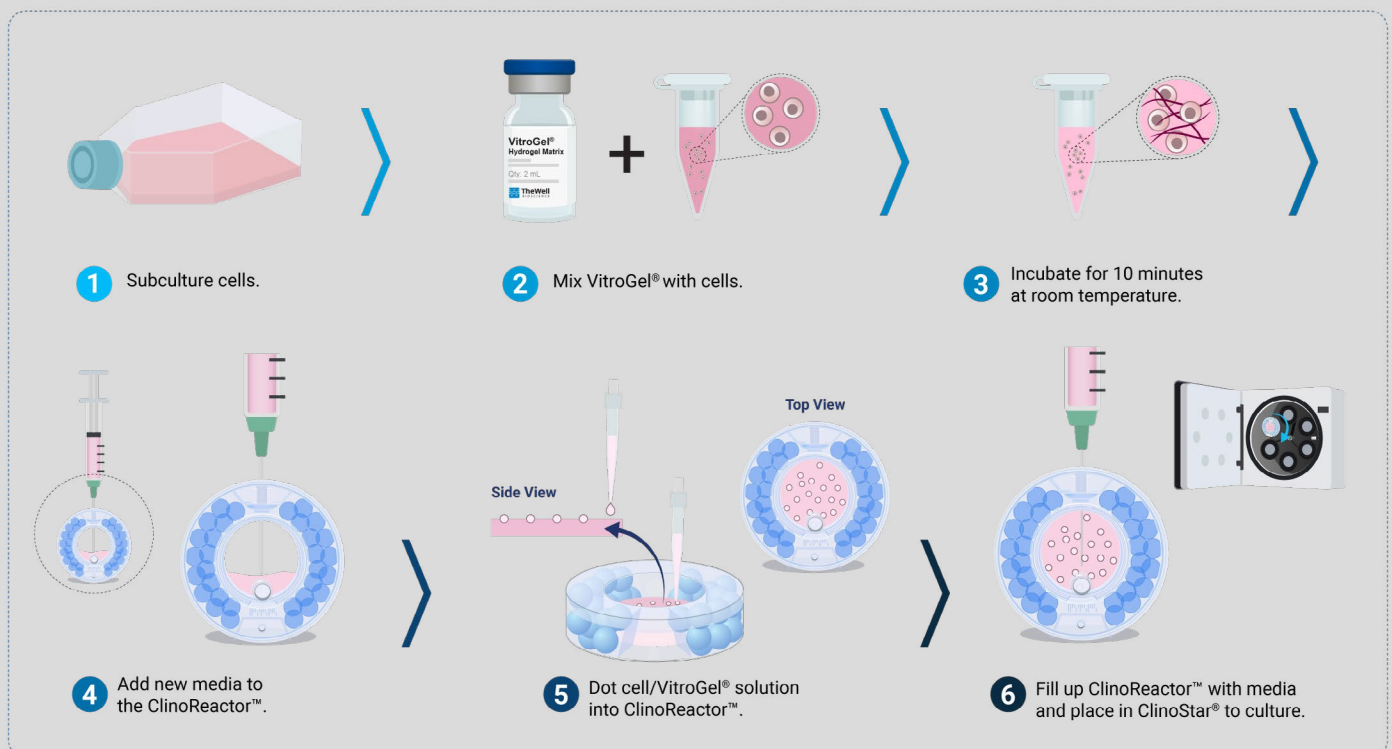 VitroGel®
Hydrogel Matrix
Qty. 2 mL
TheWell
BIOSCIENCE
+
1 Subculture cells.
2 Mix VitroGel® with cells.
3 Incubate for 10 minutes
at room temperature.
Top View
Side View
4 Add new media to
the ClinoReactor™.
5 Dot cell/VitroGel® solution
into ClinoReactor™.
6 Fill up ClinoReactor™ with media
and place in ClinoStar® to culture.